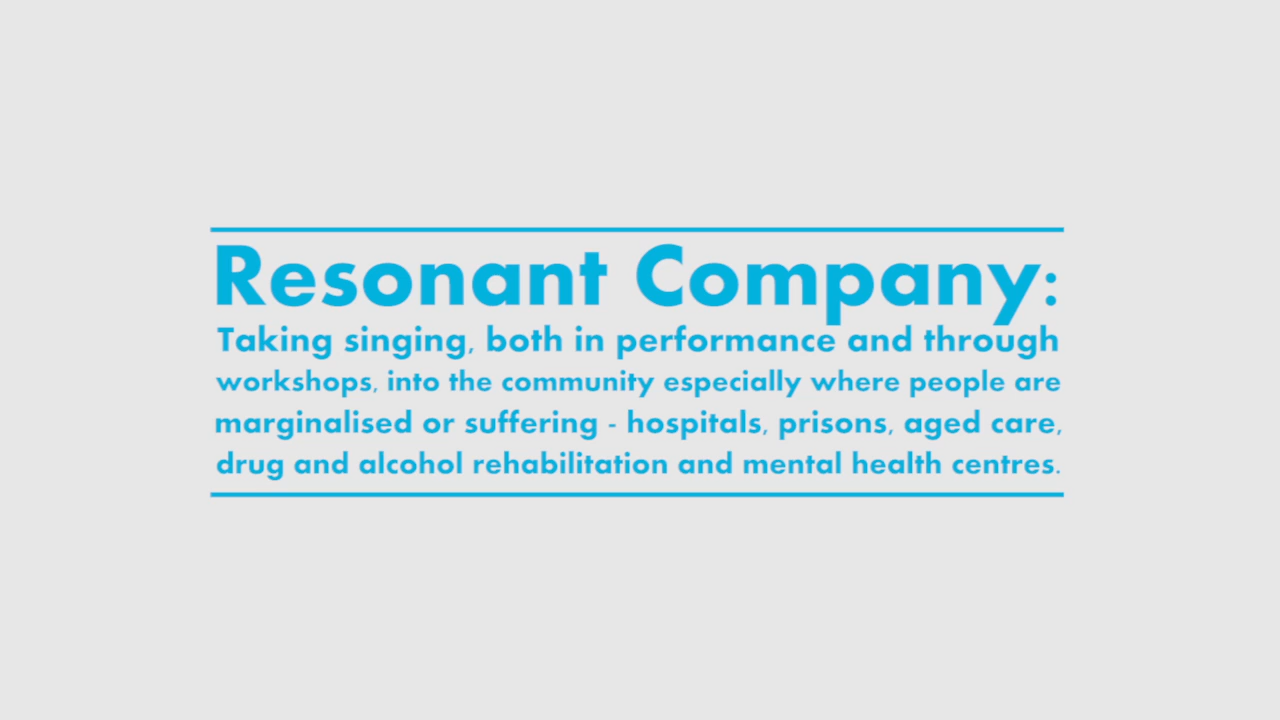 Resonant Company:
Taking singing, both in performance and through
workshops, into the community especially where people are
marginalised or suffering - hospitals, prisons, aged care,
drug and alcohol rehabilitation and mental health centres.